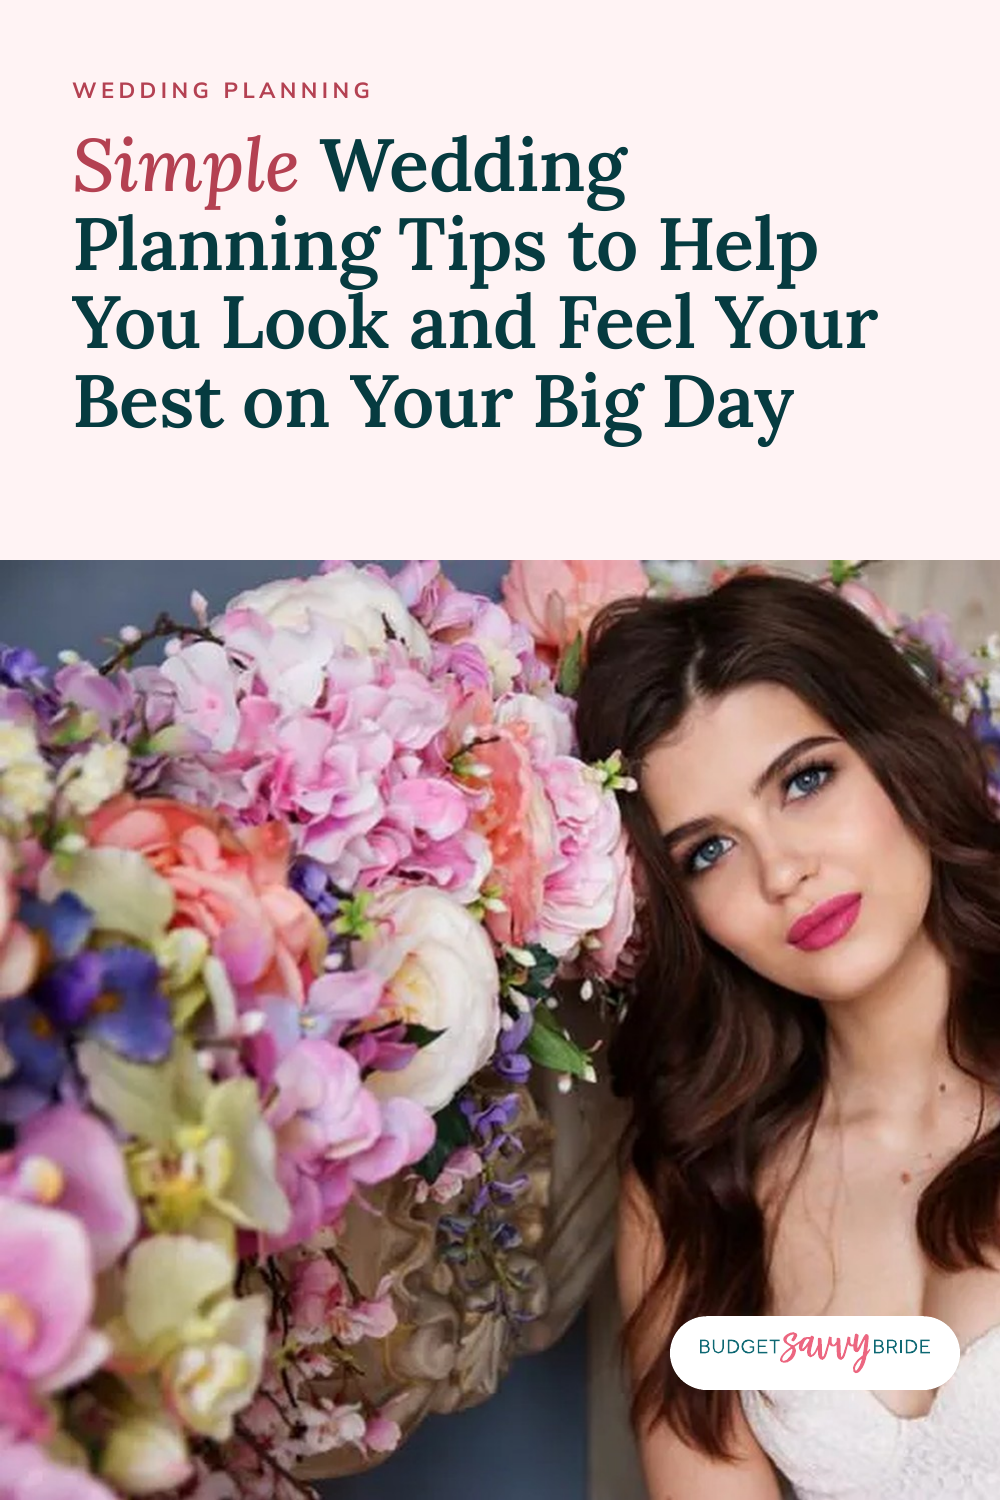 WEDDING PLANNING
Simple Wedding
Planning Tips to Help
You Look and Feel Your
Best on Your Big Day
BUDGET savvy BRIDE